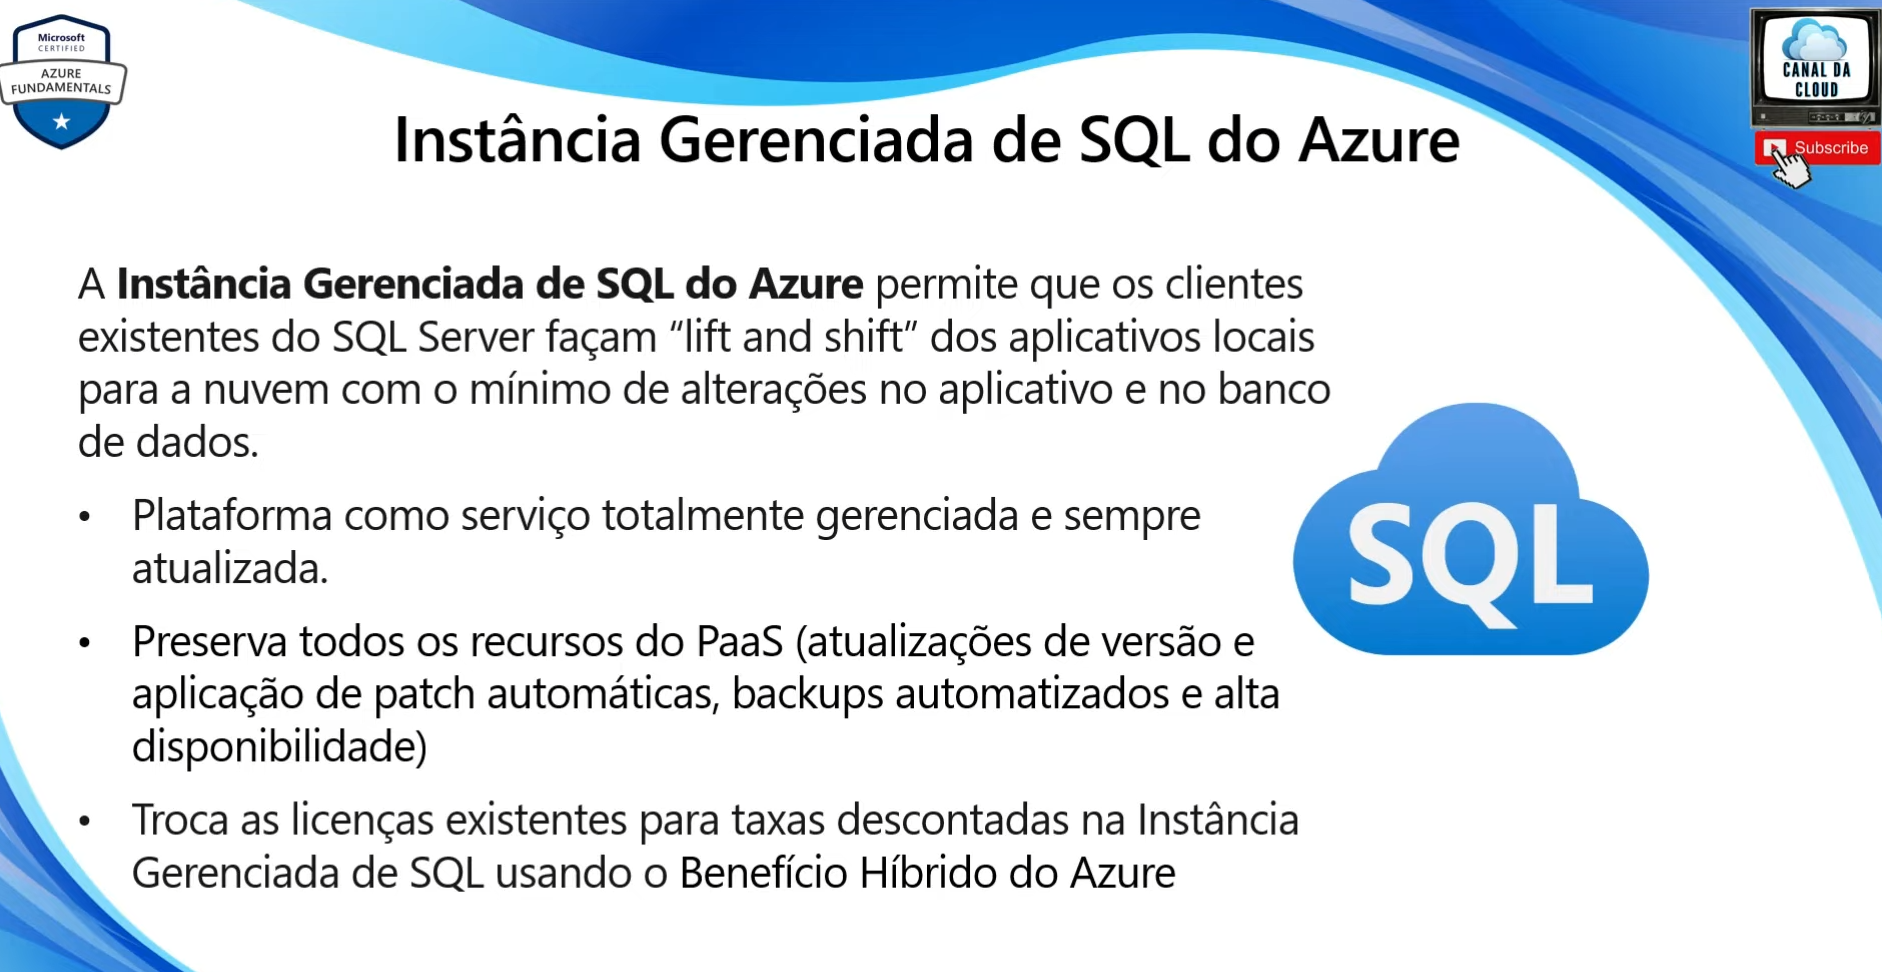 Microsoft
CERTIFIED
AZURE
FUNDAMENTALS
CANAL DA
CLOUD
Subscribe
Instância Gerenciada de SQL do Azure
A Instância Gerenciada de SQL do Azure permite que os clientes
existentes do SQL Server façam “lift and shift” dos aplicativos locais
para a nuvem com o mínimo de alterações no aplicativo e no banco
de dados.
• Plataforma como serviço totalmente gerenciada e sempre
atualizada.
• Preserva todos os recursos do PaaS (atualizações de versão e
aplicação de patch automáticas, backups automatizados e alta
disponibilidade)
• Troca as licenças existentes para taxas descontadas na Instância
Gerenciada de SQL usando o Benefício Híbrido do Azure
SQL